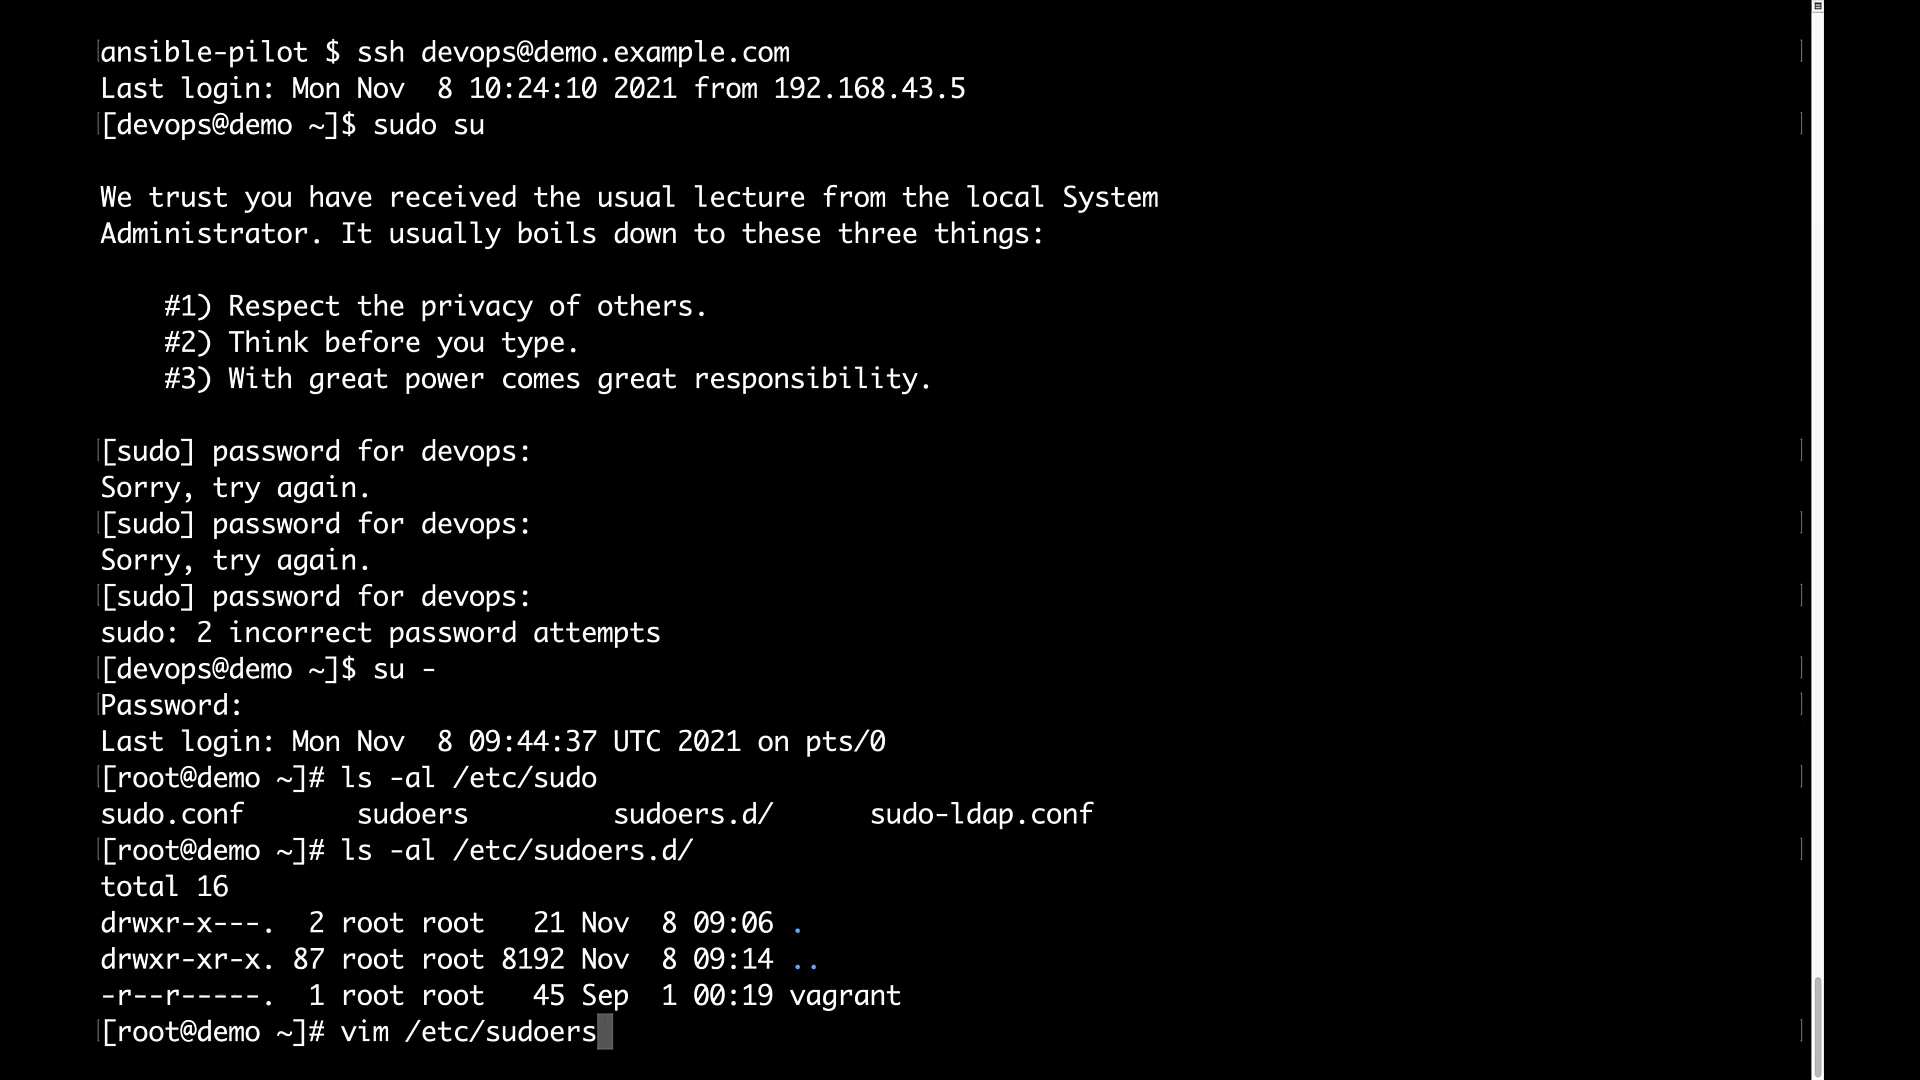 ansible-pilot $ ssh devops@demo.example.com
Last login: Mon Nov  8 10:24:10 2021 from 192.168.43.5
[devops@demo ~]$ sudo su

We trust you have received the usual lecture from the local System
Administrator. It usually boils down to these three things:

    #1) Respect the privacy of others.
    #2) Think before you type.
    #3) With great power comes great responsibility.

[sudo] password for devops:
Sorry, try again.
[sudo] password for devops:
Sorry, try again.
[sudo] password for devops:
sudo: 2 incorrect password attempts
[devops@demo ~]$ su -
Password:
Last login: Mon Nov  8 09:44:37 UTC 2021 on pts/0
[root@demo ~]# ls -al /etc/sudo
sudo.conf       sudoers         sudoers.d/      sudo-ldap.conf
[root@demo ~]# ls -al /etc/sudoers.d/
total 16
drwxr-x---.  2 root root   21 Nov  8 09:06 .
drwxr-xr-x. 87 root root 8192 Nov  8 09:14 ..
-r--r-----.  1 root root   45 Sep  1 00:19 vagrant
[root@demo ~]# vim /etc/sudoers